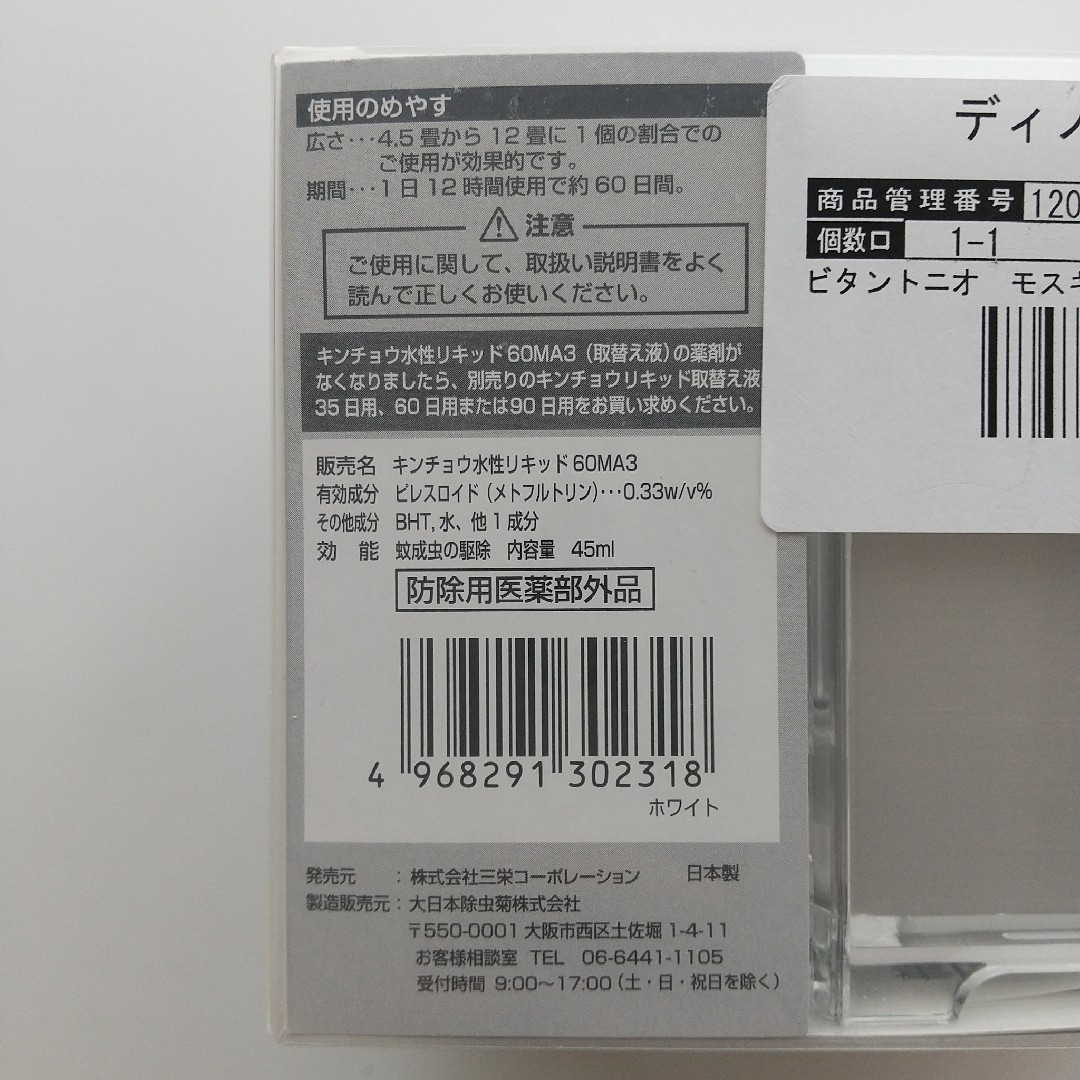 使用のめやす
広さ･･･4.5畳から12畳に1個の割合での
ご使用が効果的です。
期間･･･1日12時間使用で約60日間。
注意
ご使用に関して、取扱い説明書をよく
読んで正しくお使いください。
キンチョウ水性リキッド60MA3（取替え液）の薬剤が
なくなりましたら、別売りのキンチョウリキッド取替え液
35日用、60日用または90日用をお買い求めください。
販売名 キンチョウ水性リキッド60MA3
有効成分 ピレスロイド（メトフルトリン）･･･0.33w/v%
その他成分 BHT,水、他1成分
効 能 蚊成虫の駆除 内容量 45ml
防除用医薬部外品
4 968291 302318
ホワイト
発売元 : 株式会社三栄コーポレーション 日本製
製造販売元 : 大日本除虫菊株式会社
〒550-0001 大阪市西区土佐堀1-4-11
お客様相談室 TEL 06-6441-1105
受付時間 9:00〜17:00（土・日・祝日を除く）
ディノ
商品管理番号 120
個数口 1-1
ビタントニオ モスキ